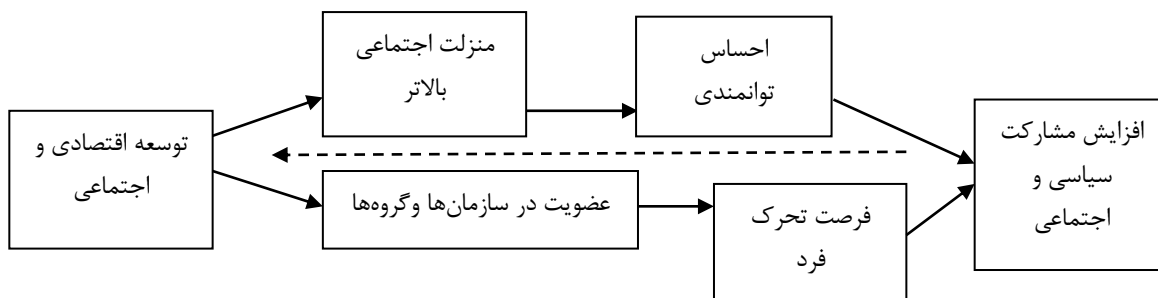 توسعه اقتصادی و
اجتماعی
منزلت اجتماعی
بالاتر
احساس
توانمندی
عضویت در سازمان‌ها وگروه‌ها
فرصت تحرک
فرد
افزایش مشارکت
سیاسی و
اجتماعی